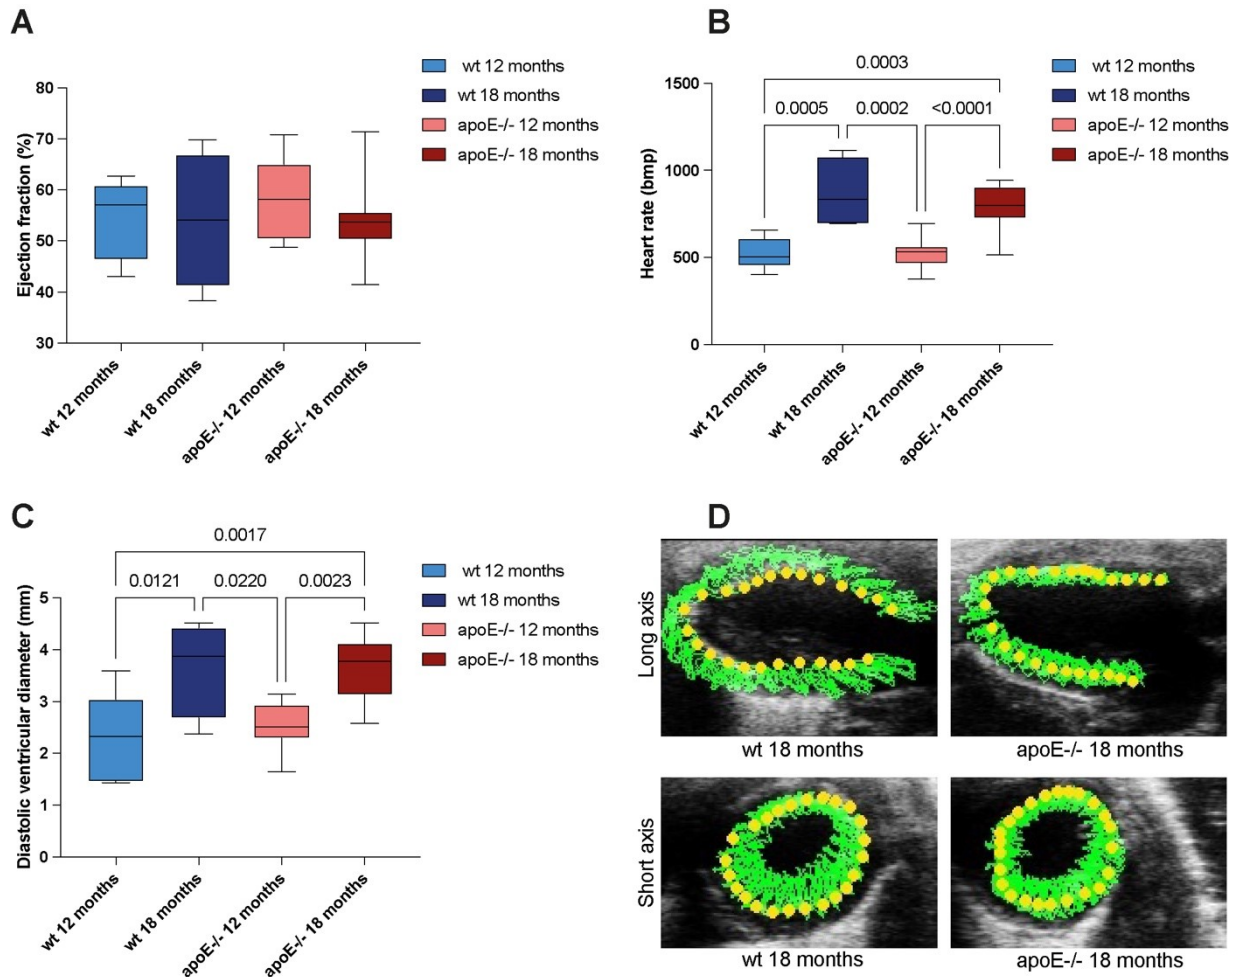 A
Ejection fraction (%)
80
70
60
50
40
30
wt 12 months
wt 18 months
apoE-/- 12 months
apoE-/- 18 months
wt 12 months
wt 18 months
apoE-/- 12 months
apoE-/- 18 months
B
Heart rate (bmp)
1500
1000
500
0
0.0003
0.0005
0.0002
<0.0001
wt 12 months
wt 18 months
apoE-/- 12 months
apoE-/- 18 months
wt 12 months
wt 18 months
apoE-/- 12 months
apoE-/- 18 months
C
Diastolic ventricular diameter (mm)
5
4
3
2
1
0
0.0017
0.0121
0.0220
0.0023
wt 12 months
wt 18 months
apoE-/- 12 months
apoE-/- 18 months
wt 12 months
wt 18 months
apoE-/- 12 months
apoE-/- 18 months
D
Long axis
wt 18 months
apoE-/- 18 months
Short axis
wt 18 months
apoE-/- 18 months